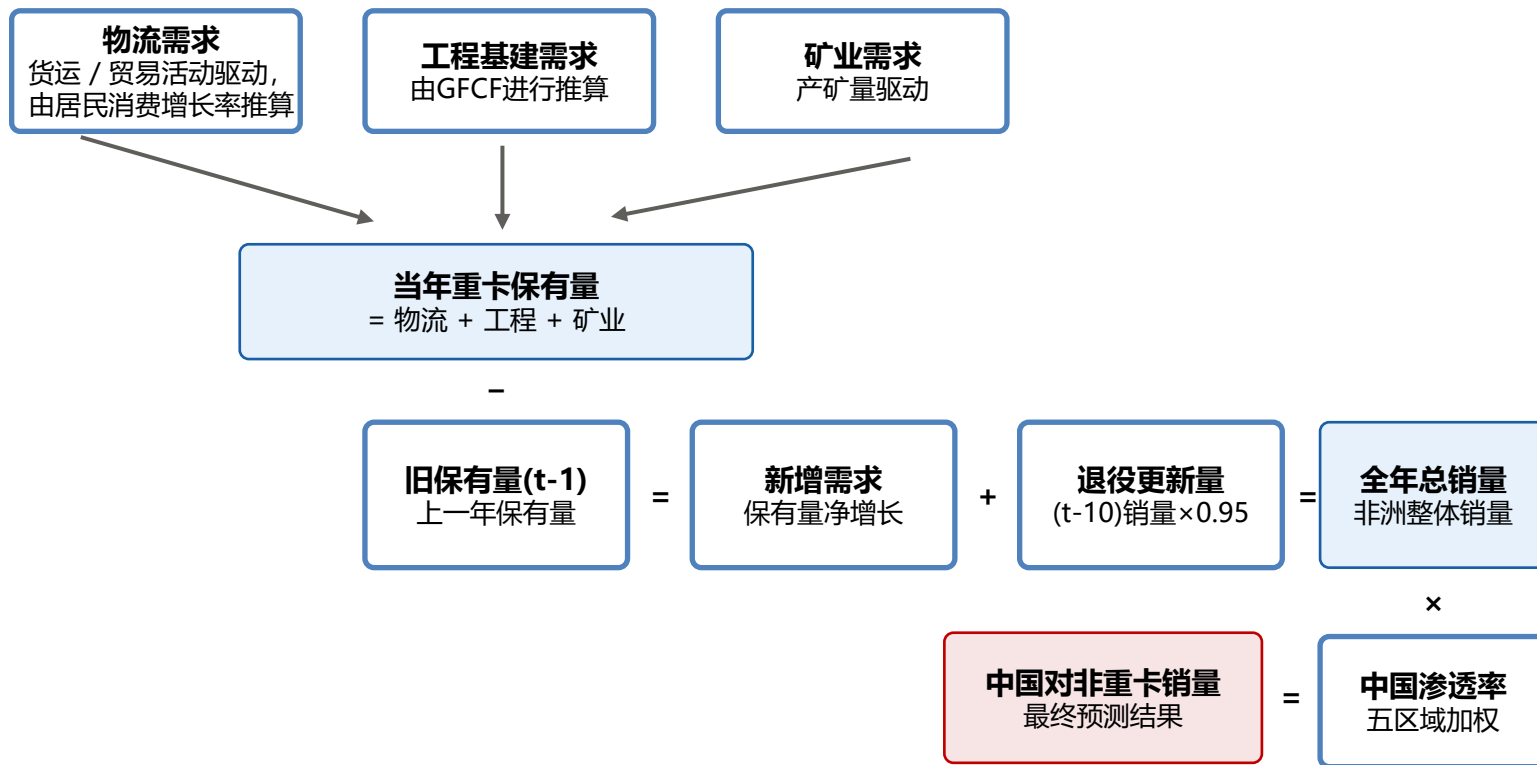 物流需求
货运 / 贸易活动驱动，
由居民消费增长率推算
工程基建需求
由GFCF进行推算
矿业需求
产矿量驱动
当年重卡保有量
= 物流 + 工程 + 矿业
–
旧保有量(t-1)
上一年保有量
=
新增需求
保有量净增长
+
退役更新量
(t-10)销量×0.95
=
全年总销量
非洲整体销量
×
中国对非重卡销量
最终预测结果
=
中国渗透率
五区域加权